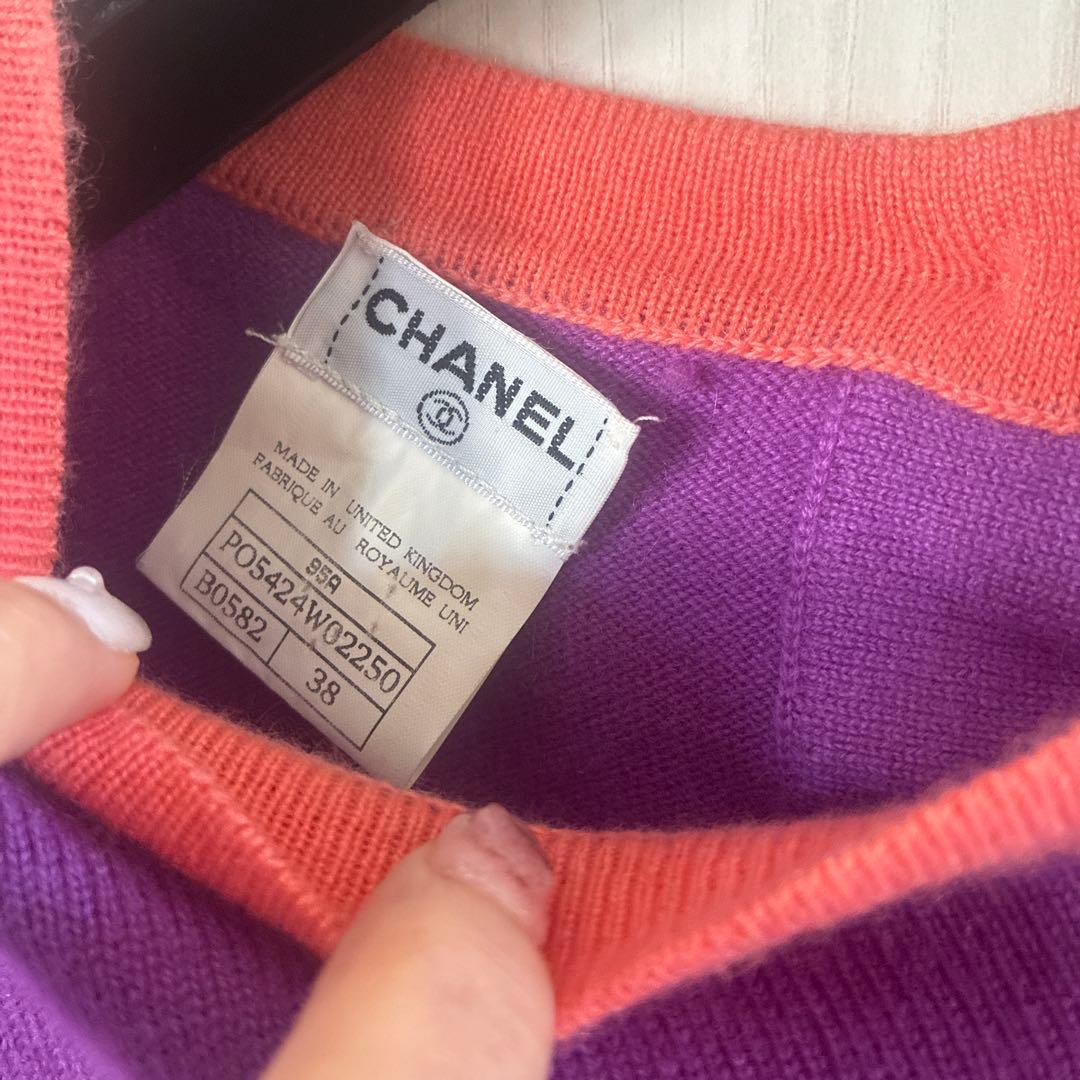 CHANEL
MADE IN UNITED KINGDOM
FABRIQUE AU ROYAUME UNI
95A
P05424W02250
B0582 38